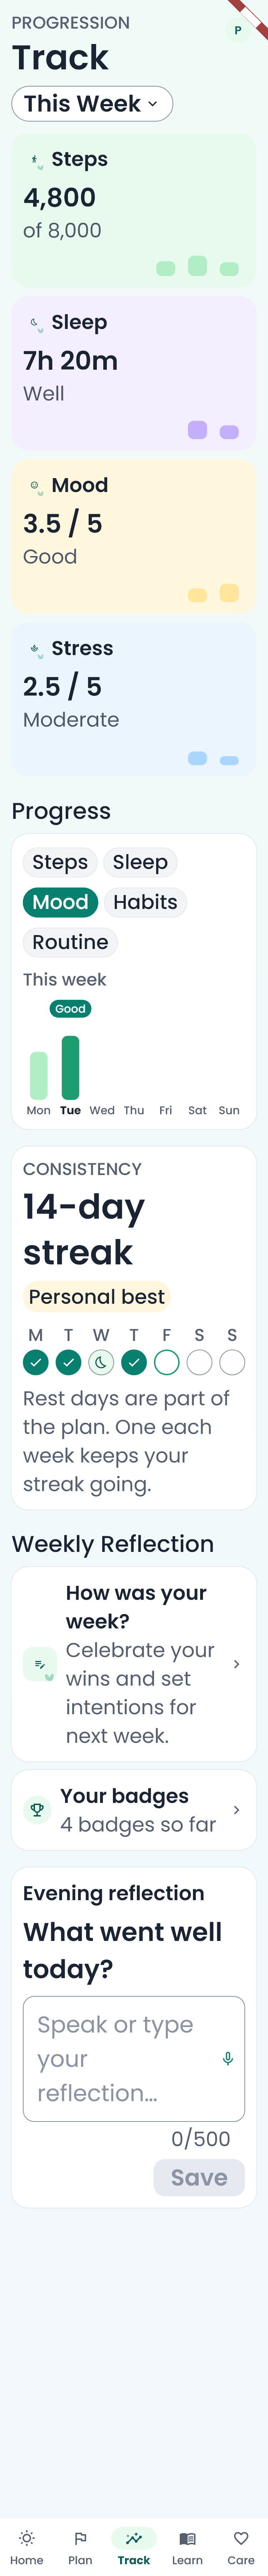 PROGRESSION
P
Track
This Week
Steps
4,800
of 8,000
Sleep
7h 20m
Well
Mood
3.5 / 5
Good
Stress
2.5 / 5
Moderate
Progress
Steps Sleep
Mood Habits
Routine
This week
Good
Mon Tue Wed Thu Fri Sat Sun
CONSISTENCY
14-day
streak
Personal best
M T W T F S S
Rest days are part of
the plan. One each
week keeps your
streak going.
Weekly Reflection
How was your
week?
Celebrate your
wins and set
intentions for
next week.
Your badges
4 badges so far
Evening reflection
What went well
today?
Speak or type
your
reflection...
0/500
Save
Home Plan Track Learn Care